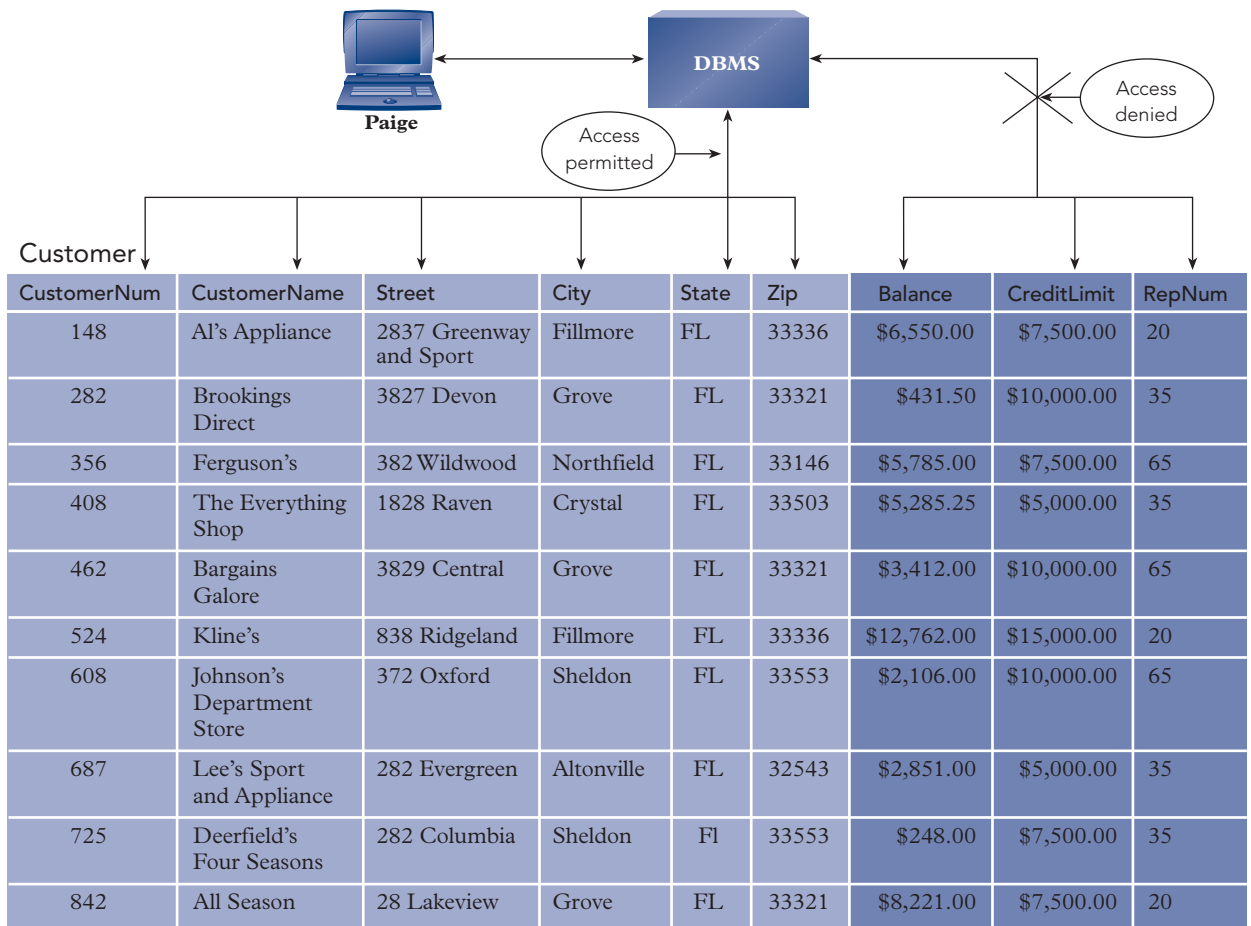 DBMS
Paige
Access
denied
Access
permitted
Customer
CustomerNum CustomerName Street City State Zip Balance CreditLimit RepNum
148 Al's Appliance 2837 Greenway Fillmore FL 33336 $6,550.00 $7,500.00 20
and Sport
282 Brookings 3827 Devon Grove FL 33321 $431.50 $10,000.00 35
Direct
356 Ferguson's 382 Wildwood Northfield FL 33146 $5,785.00 $7,500.00 65
408 The Everything 1828 Raven Crystal FL 33503 $5,285.25 $5,000.00 35
Shop
462 Bargains 3829 Central Grove FL 33321 $3,412.00 $10,000.00 65
Galore
524 Kline's 838 Ridgeland Fillmore FL 33336 $12,762.00 $15,000.00 20
608 Johnson's 372 Oxford Sheldon FL 33553 $2,106.00 $10,000.00 65
Department
Store
687 Lee's Sport 282 Evergreen Altonville FL 32543 $2,851.00 $5,000.00 35
and Appliance
725 Deerfield's 282 Columbia Sheldon Fl 33553 $248.00 $7,500.00 35
Four Seasons
842 All Season 28 Lakeview Grove FL 33321 $8,221.00 $7,500.00 20